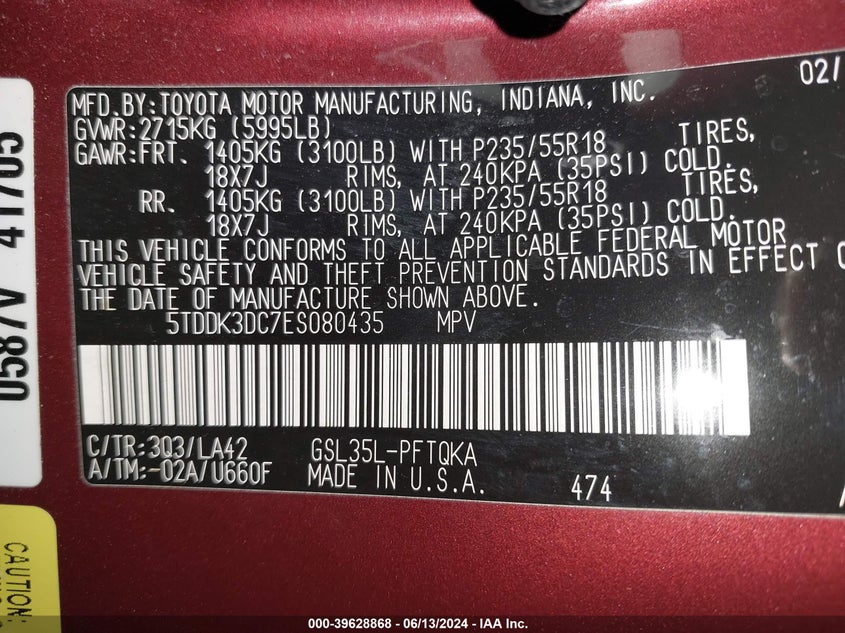 02/
MFD.BY:TOYOTA MOTOR MANUFACTURING, INDIANA, INC.
GVWR:2715KG (5995LB)
GAWR:FRT. 1405KG (3100LB) WITH P235/55R18 TIRES,
18X7J RIMS, AT 240KPA (35PSI) COLD.
RR. 1405KG (3100LB) WITH P235/55R18 TIRES,
18X7J RIMS, AT 240KPA (35PSI) COLD.
THIS VEHICLE CONFORMS TO ALL APPLICABLE FEDERAL MOTOR
VEHICLE SAFETY AND THEFT PREVENTION STANDARDS IN EFFECT
THE DATE OF MANUFACTURE SHOWN ABOVE.
5TDDK3DC7ES080435 MPV
C/TR:3Q3/LA42 GSL35L-PFTQKA
A/TM:-02A/U660F MADE IN U.S.A. 474
0587V 41705
CAUTION:
000-39628868 - 06/13/2024 - IAA Inc.